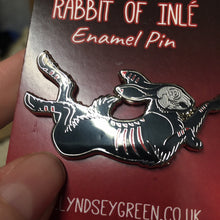 RABBIT OF INLÉ
Enamel Pin
LYNDSEYGREEN.CO.UK